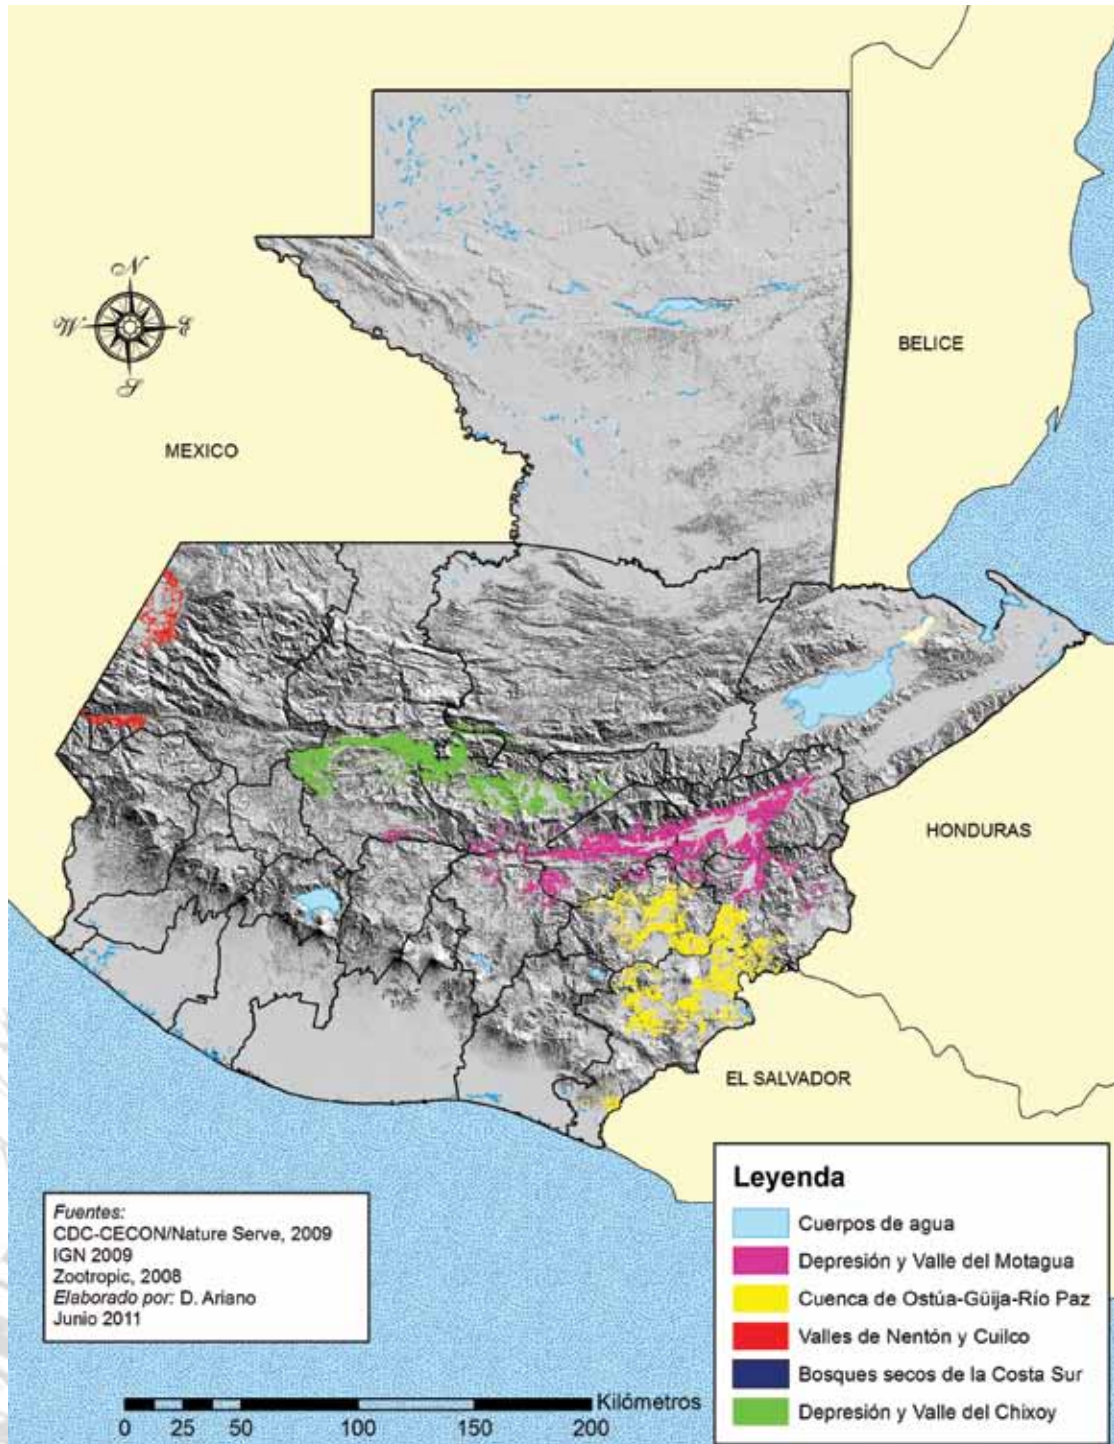 N
W
E
S
BELICE
MEXICO
HONDURAS
EL SALVADOR
Fuentes:
CDC-CECON/Nature Serve, 2009
IGN 2009
Zootropic, 2008
Elaborado por: D. Ariano
Junio 2011
Leyenda
Cuerpos de agua
Depresión y Valle del Motagua
Cuenca de Ostúa-Güija-Río Paz
Valles de Nentón y Cuilco
Bosques secos de la Costa Sur
Depresión y Valle del Chixoy
Kilómetros
0 25 50 100 150 200